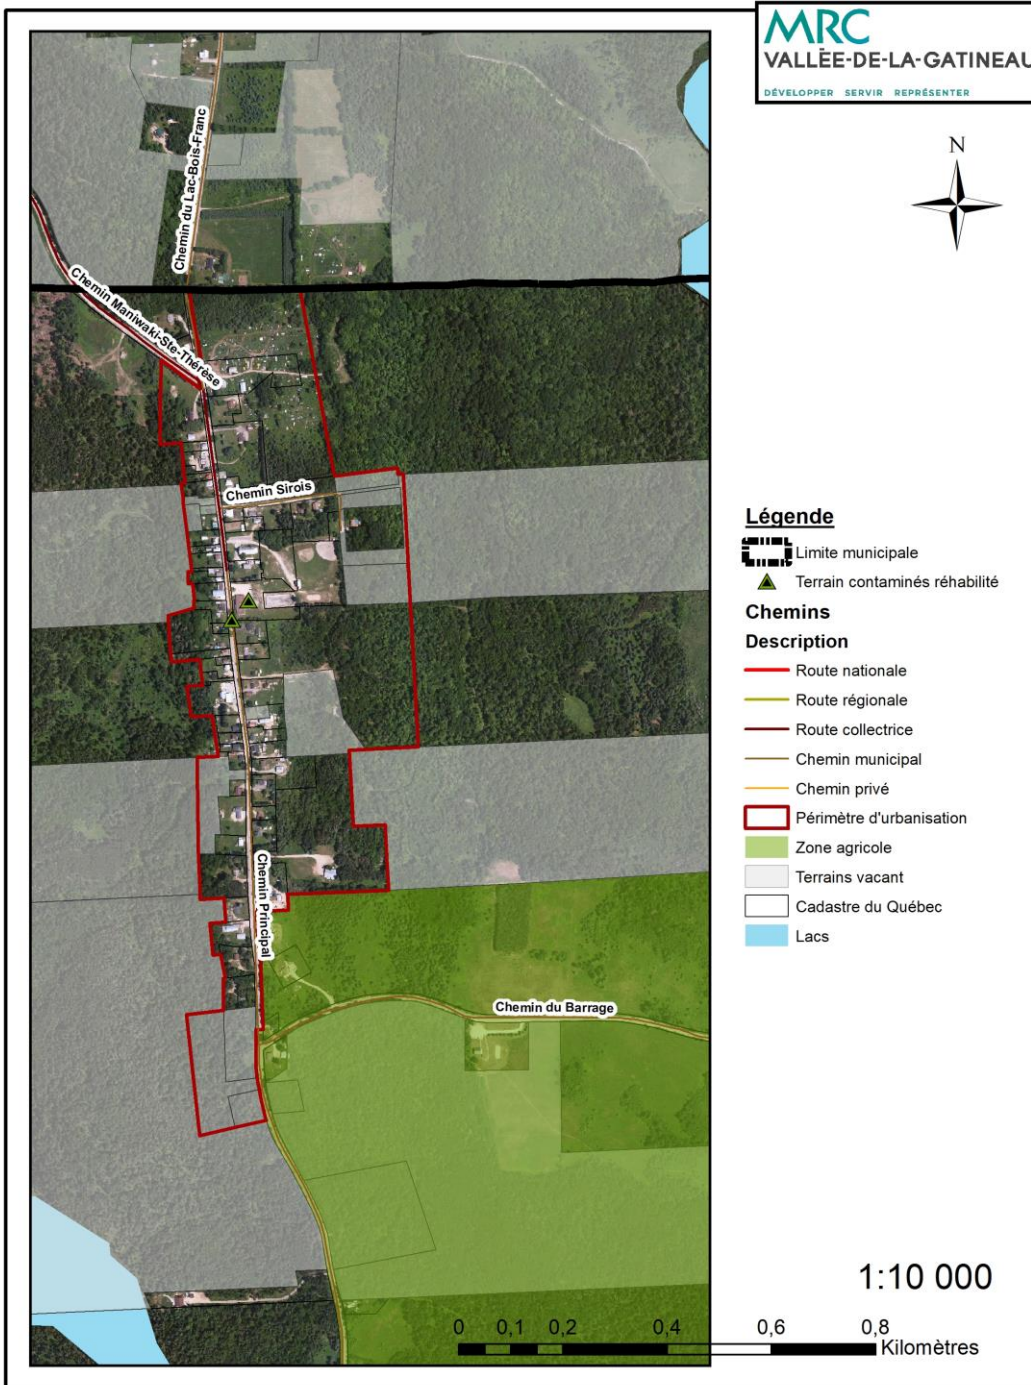 MRC
VALLÉE-DE-LA-GATINEAU
DÉVELOPPER SERVIR REPRÉSENTER
N
Chemin du Lac-Bois-Franc
Chemin Maniwaki-Ste-Thérèse
Chemin Sirois
Chemin Principal
Chemin du Barrage
Légende
Limite municipale
Terrain contaminés réhabilité
Chemins
Description
Route nationale
Route régionale
Route collectrice
Chemin municipal
Chemin privé
Périmètre d'urbanisation
Zone agricole
Terrains vacant
Cadastre du Québec
Lacs
1:10 000
0 0,1 0,2 0,4 0,6 0,8
Kilomètres